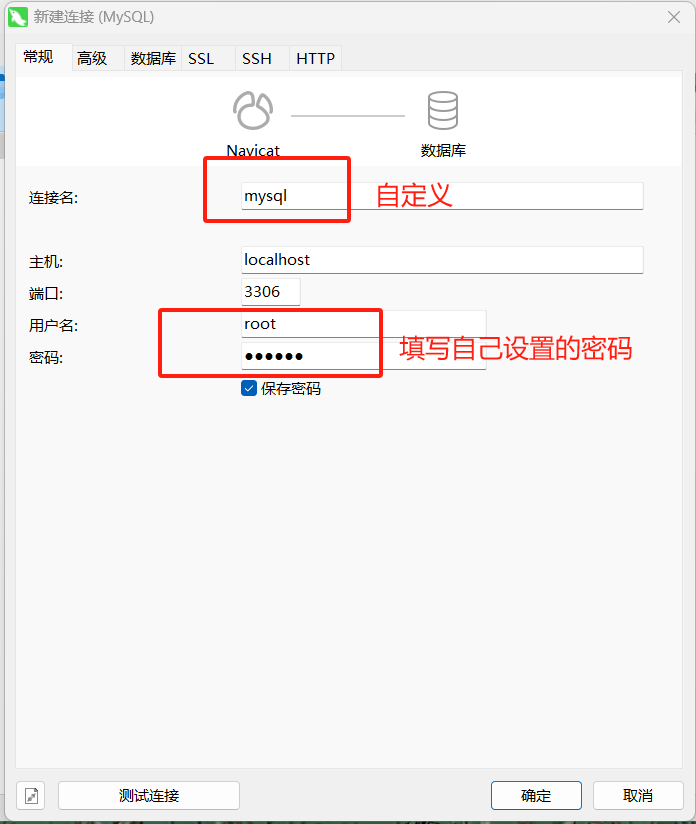 新建连接 (MySQL)
常规 高级 数据库 SSL SSH HTTP
Navicat 数据库
连接名: mysql 自定义
主机: localhost
端口: 3306
用户名: root
密码: ●●●●●● 填写自己设置的密码
保存密码
测试连接 确定 取消